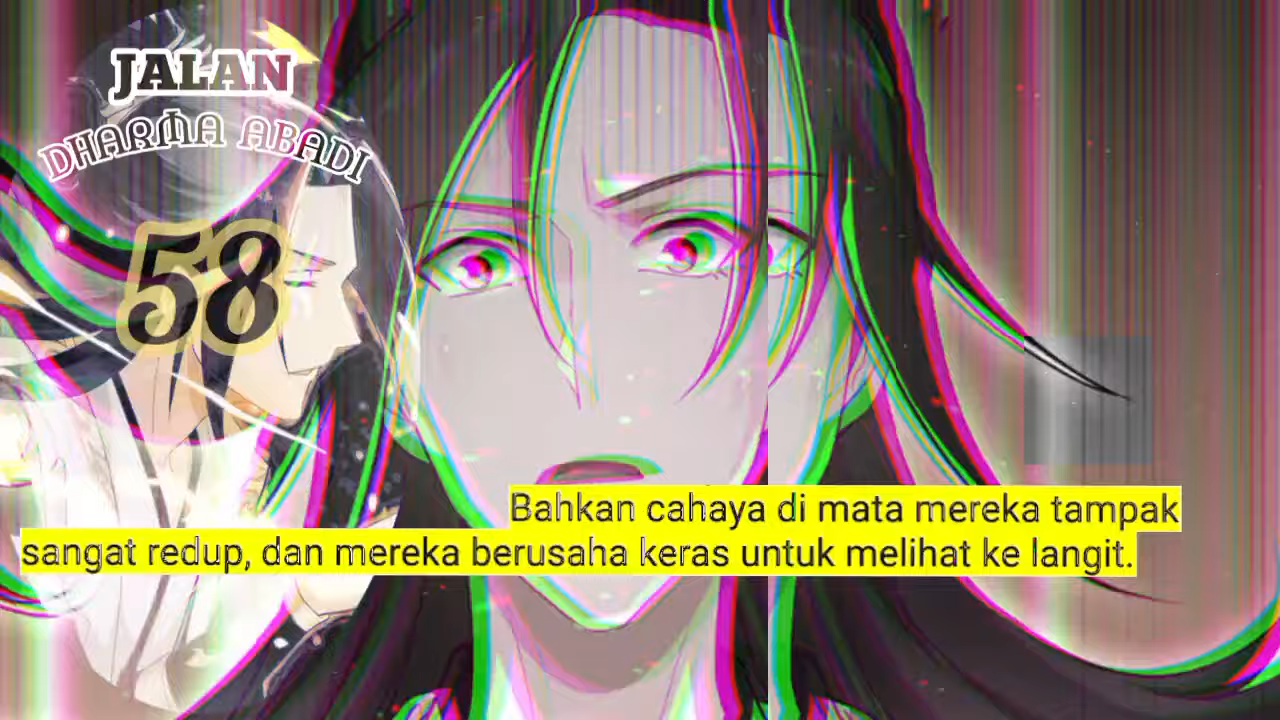 JALAN
DHARMA ABADI
58
Bahkan cahaya di mata mereka tampak
sangat redup, dan mereka berusaha keras untuk melihat ke langit.